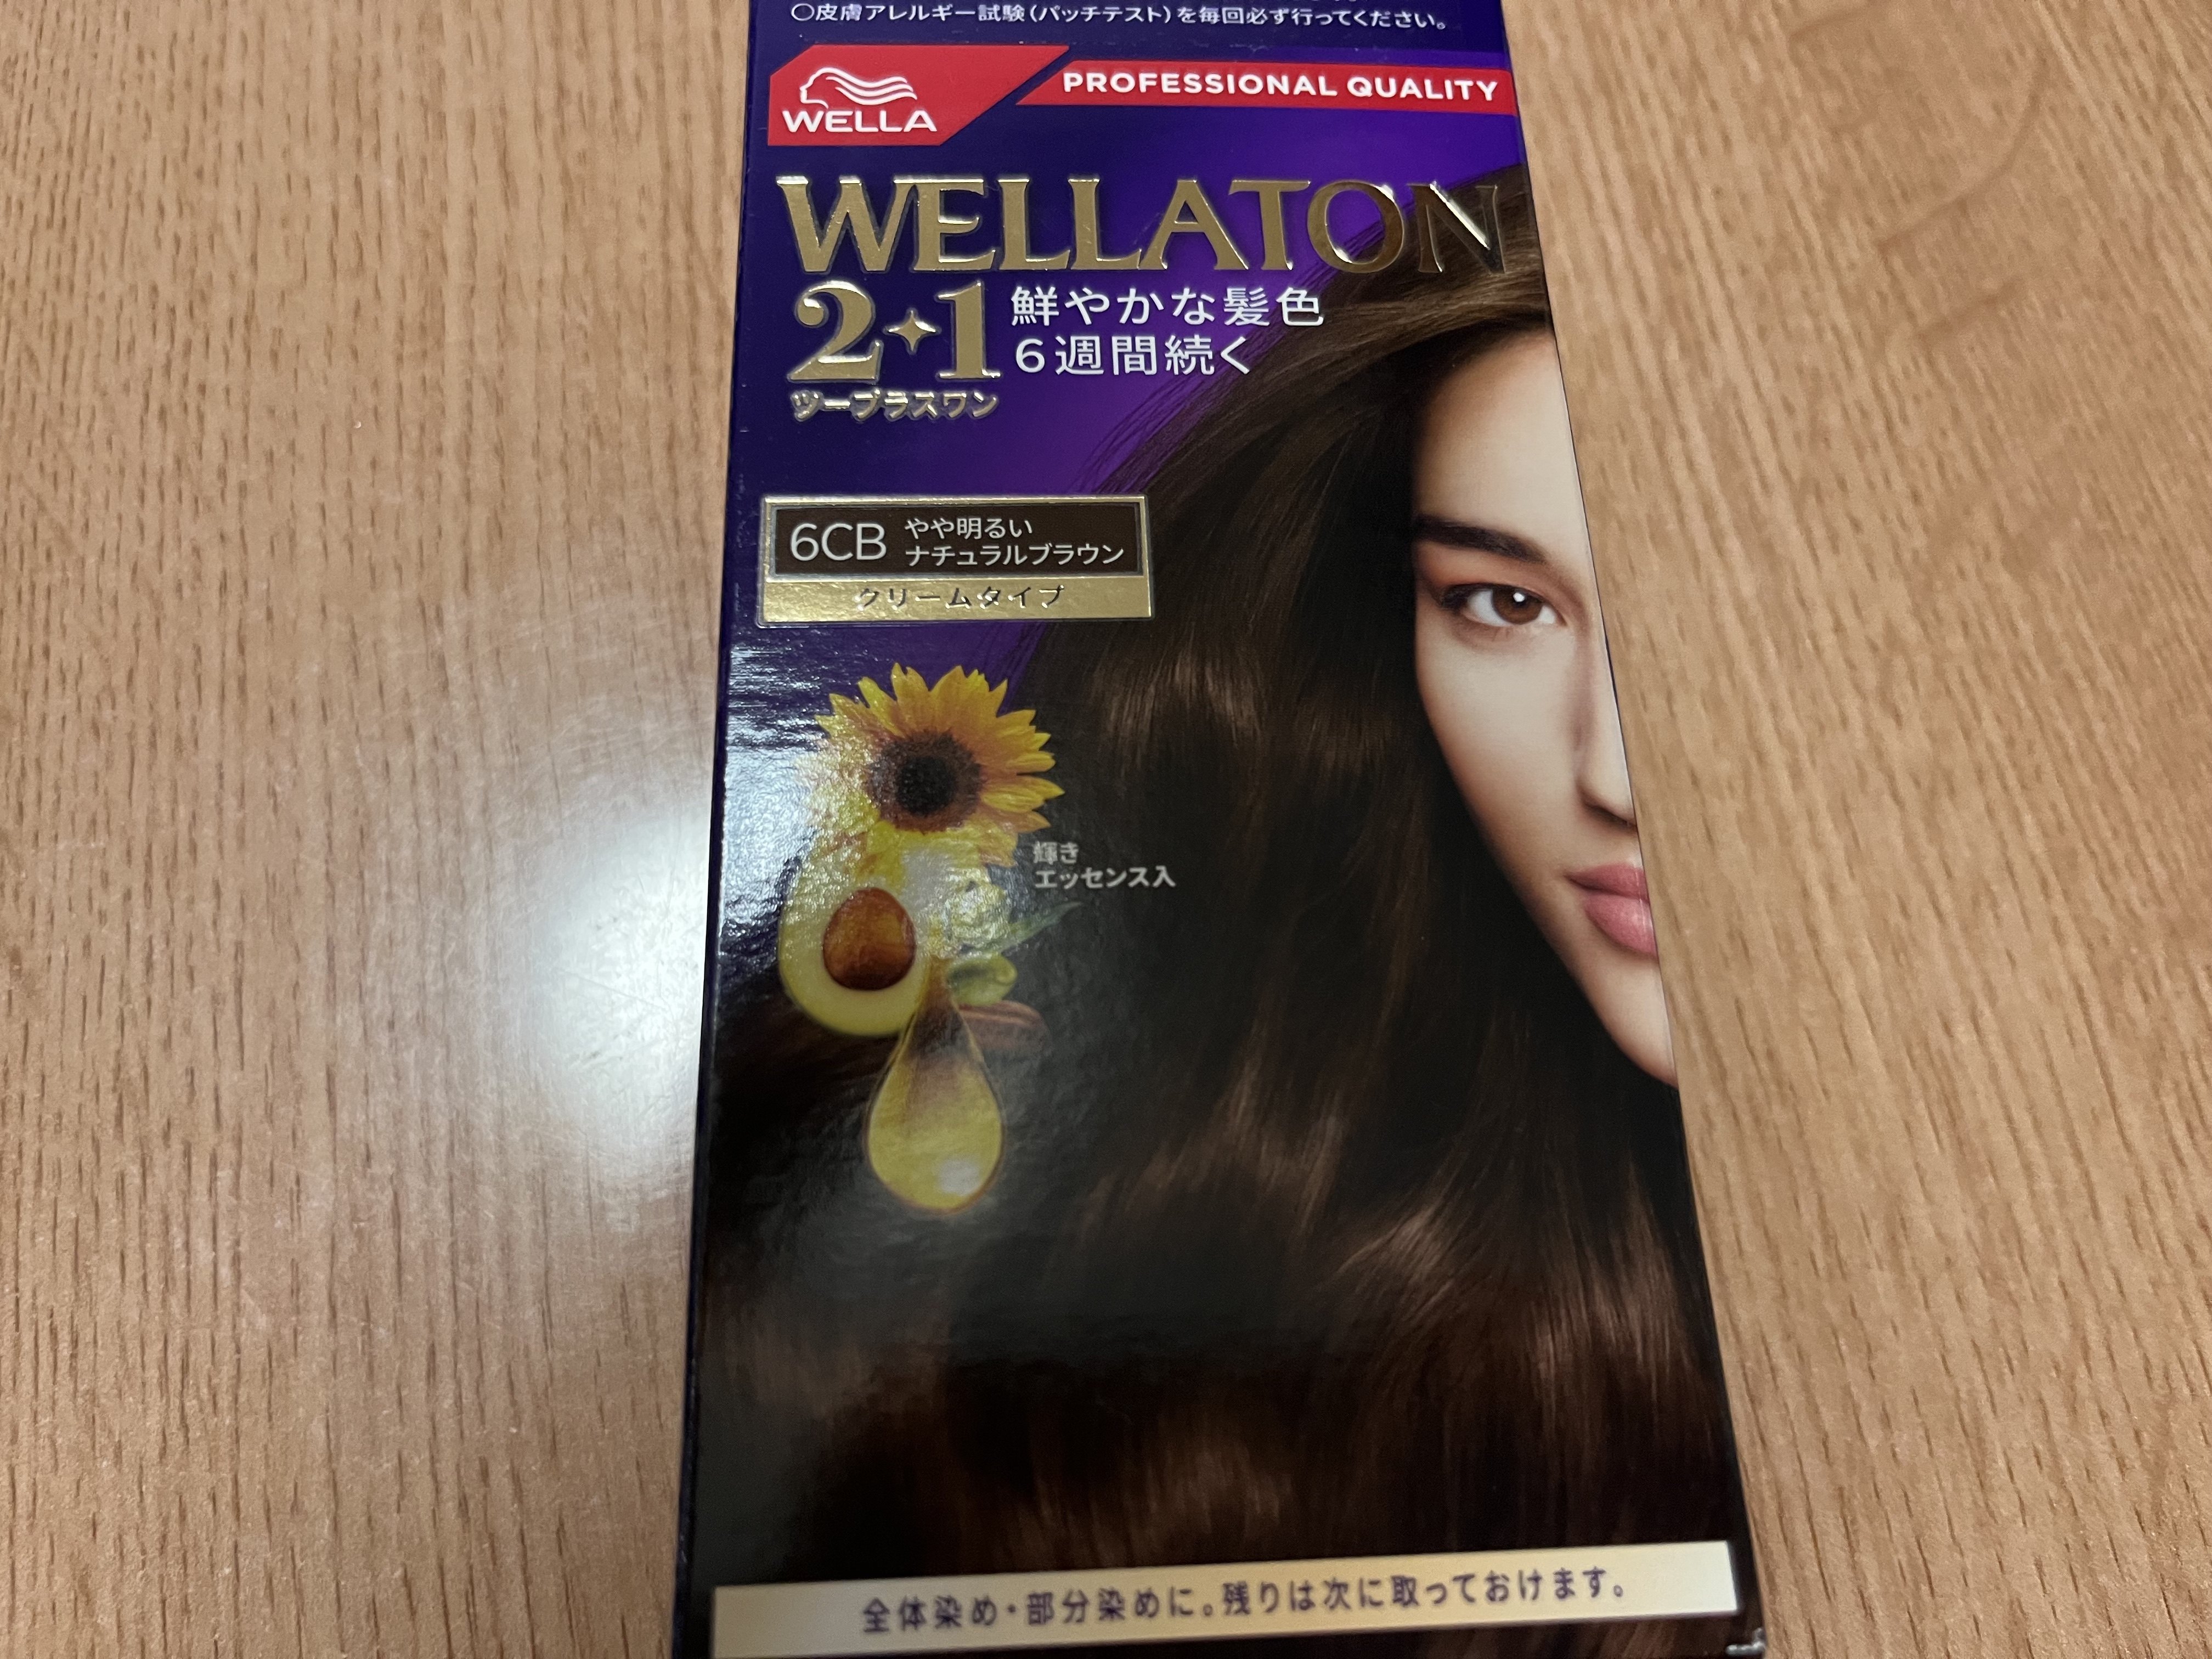 ○皮膚アレルギー試験(パッチテスト)を毎回必ず行ってください。
WELLA
PROFESSIONAL QUALITY
WELLATON
2+1
ツープラスワン
鮮やかな髪色
6週間続く
6CB
やや明るい
ナチュラルブラウン
クリームタイプ
輝き
エッセンス入
全体染め・部分染めに。残りは次に取っておけます。